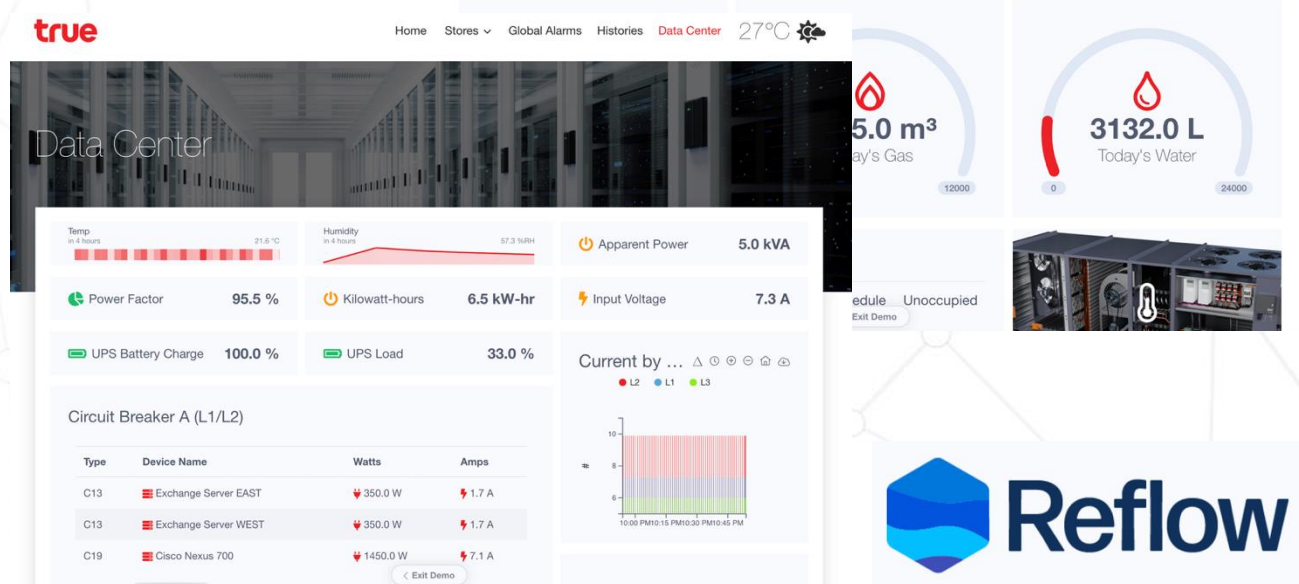 true
Home Stores Global Alarms Histories Data Center 27°C
Data Center
Temp
in 4 hours 21.6 °C
Humidity
in 4 hours 57.3 %RH
Apparent Power 5.0 kVA
Power Factor 95.5 %
Kilowatt-hours 6.5 kW-hr
Input Voltage 7.3 A
UPS Battery Charge 100.0 %
UPS Load 33.0 %
Current by ...
L2 L1 L3
10
8
6
#
10:00 PM 10:15 PM 10:30 PM 10:45 PM
Circuit Breaker A (L1/L2)
Type Device Name Watts Amps
C13 Exchange Server EAST 350.0 W 1.7 A
C13 Exchange Server WEST 350.0 W 1.7 A
C19 Cisco Nexus 700 1450.0 W 7.1 A
Exit Demo
5.0 m³
ay's Gas
12000
3132.0 L
Today's Water
0 24000
edule Unoccupied
Exit Demo
Reflow